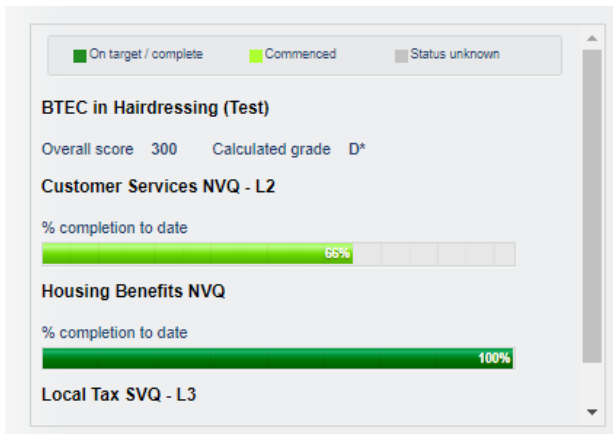 On target / complete Commenced Status unknown
BTEC in Hairdressing (Test)
Overall score 300 Calculated grade D*
Customer Services NVQ - L2
% completion to date
66%
Housing Benefits NVQ
% completion to date
100%
Local Tax SVQ - L3